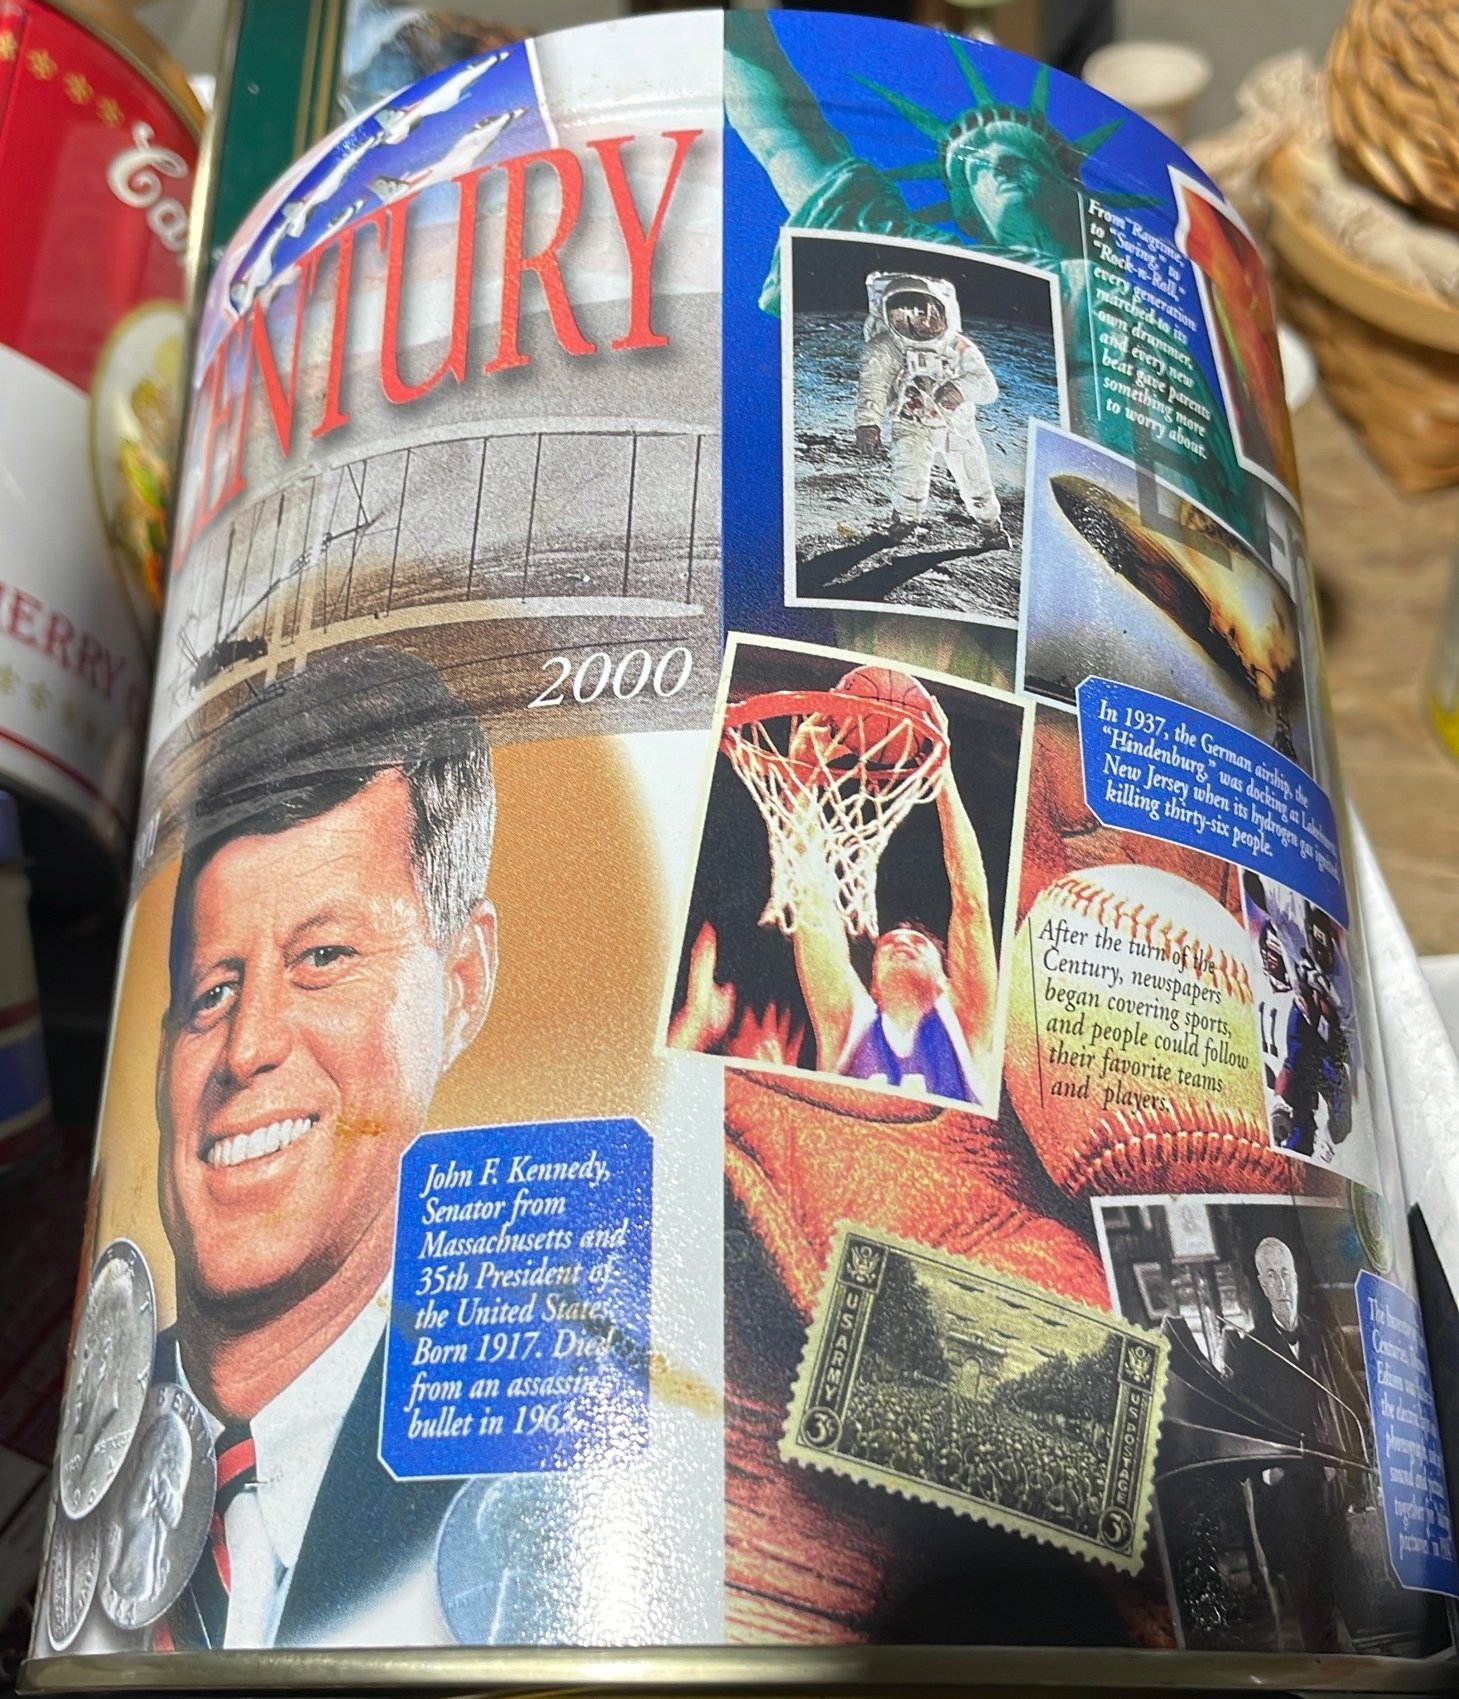 CENTURY
2000
John F. Kennedy,
Senator from
Massachusetts and
35th President of
the United States.
Born 1917. Died
from an assassin's
bullet in 1963.
From "Ragtime,"
to "Swing," to
"Rock-n-Roll,"
every generation
marched to its
own drummer,
and every new
beat gave parents
something more
to worry about.
In 1937, the German airship, the
"Hindenburg," was docking at Lakehurst,
New Jersey when its hydrogen gas ignited,
killing thirty-six people.
After the turn of the
Century, newspapers
began covering sports,
and people could follow
their favorite teams
and players.
11
U.S. ARMY
U.S. POSTAGE
3¢
3¢
MERRY